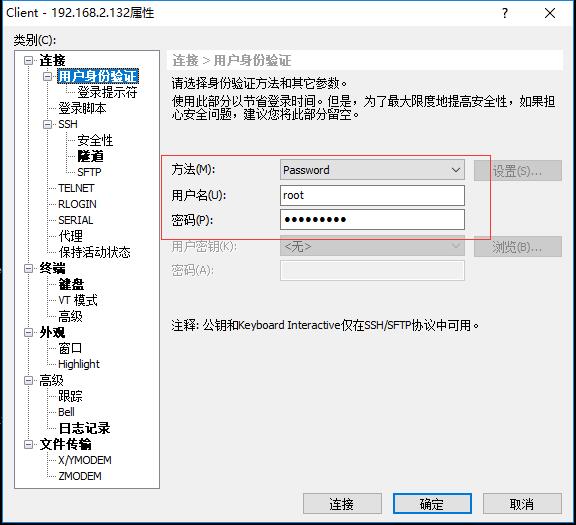 Client - 192.168.2.132属性
类别(C):
连接
用户身份验证
登录提示符
登录脚本
SSH
安全性
隧道
SFTP
TELNET
RLOGIN
SERIAL
代理
保持活动状态
终端
键盘
VT 模式
高级
外观
窗口
Highlight
高级
跟踪
Bell
日志记录
文件传输
X/YMODEM
ZMODEM
连接 > 用户身份验证
请选择身份验证方法和其它参数。
使用此部分以节省登录时间。但是，为了最大限度地提高安全性，如果担
心安全问题，建议您将此部分留空。
方法(M): Password 设置(S)...
用户名(U): root
密码(P): ●●●●●●●●●
用户密钥(K): <无> 浏览(B)...
密码(A):
注释: 公钥和Keyboard Interactive仅在SSH/SFTP协议中可用。
连接 确定 取消